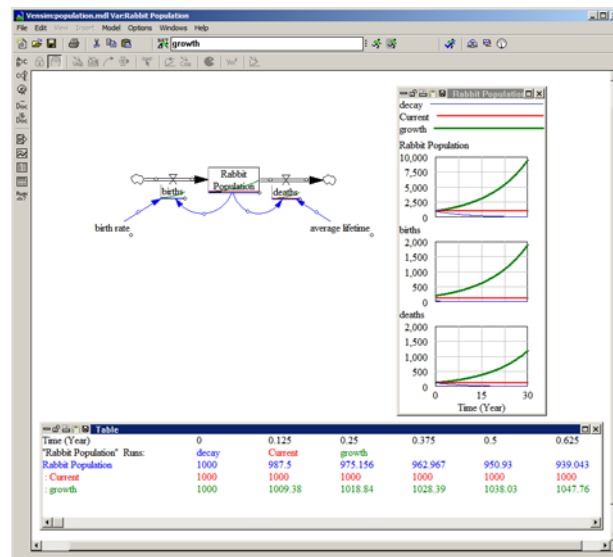 Vensim:population.mdl Var:Rabbit Population
File Edit View Insert Model Options Windows Help
growth
Rabbit
Population
births
deaths
birth rate
average lifetime
Rabbit Population
decay
Current
growth
Rabbit Population
10,000
7,500
5,000
2,500
0
births
2,000
1,500
1,000
500
0
deaths
2,000
1,500
1,000
500
0
0 15 30
Time (Year)
Table
Time (Year) 0 0.125 0.25 0.375 0.5 0.625
"Rabbit Population" Runs: decay Current growth
Rabbit Population 1000 987.5 975.156 962.967 950.93 939.043
: Current 1000 1000 1000 1000 1000 1000
: growth 1000 1009.38 1018.84 1028.39 1038.03 1047.76